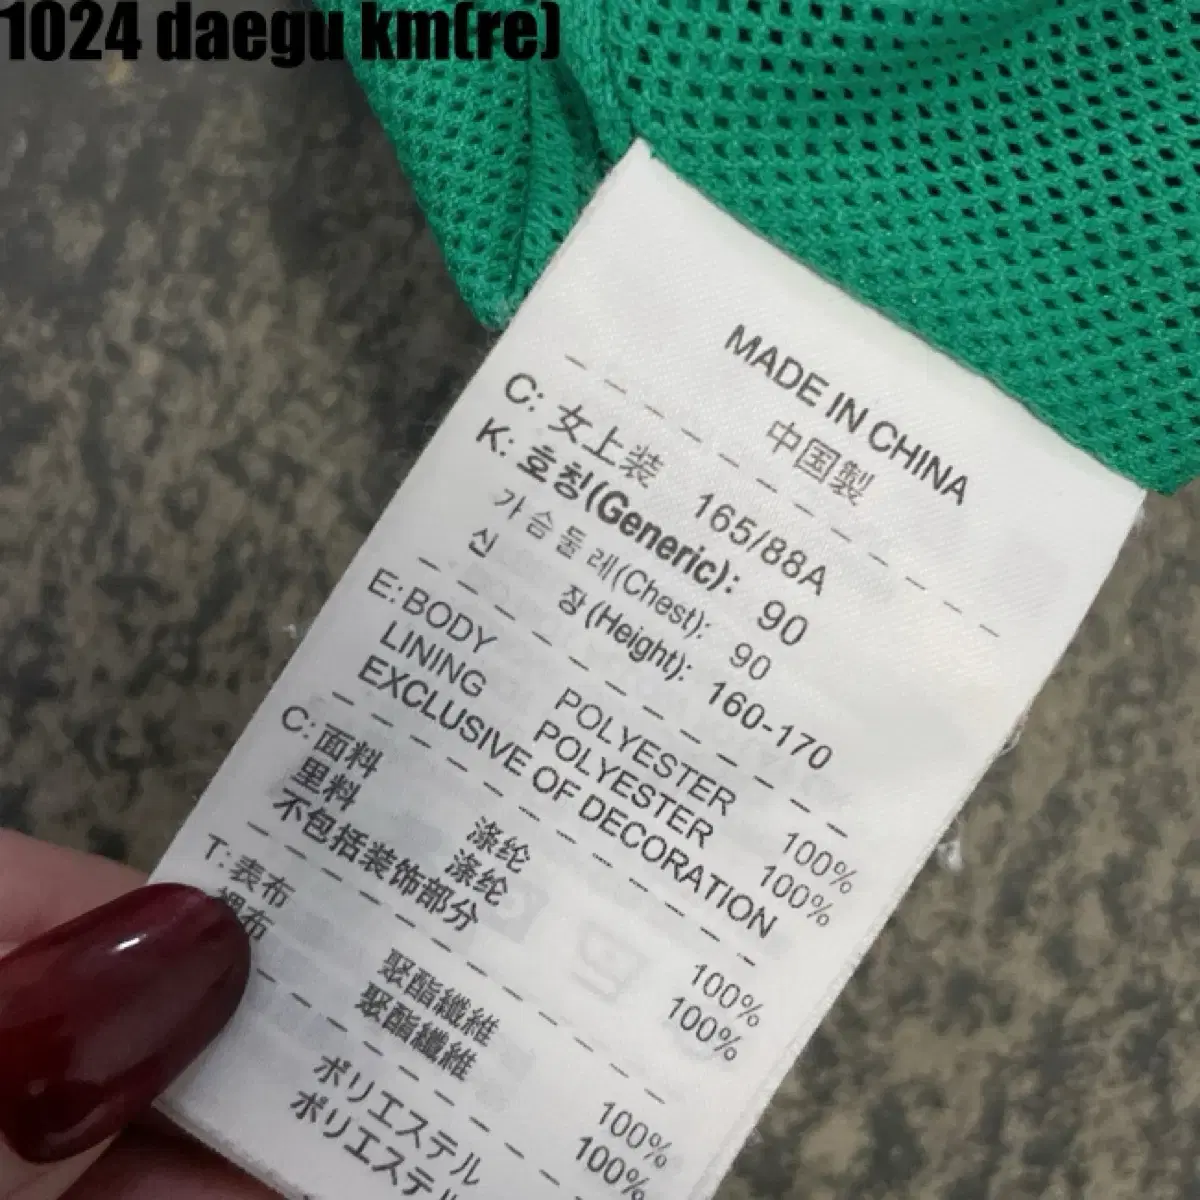 1024 daegu km(re)
MADE IN CHINA
中国製
C: 女上装 165/88A
K: 호칭(Generic): 90
가슴둘레(Chest): 90
신 장(Height): 160-170
E: BODY POLYESTER 100%
LINING POLYESTER 100%
EXCLUSIVE OF DECORATION
C: 面料 涤纶 100%
里料 涤纶 100%
不包括装饰部分
T: 表布 聚酯纖維 100%
裡布 聚酯纖維 100%
ポリエステル
ポリエステル